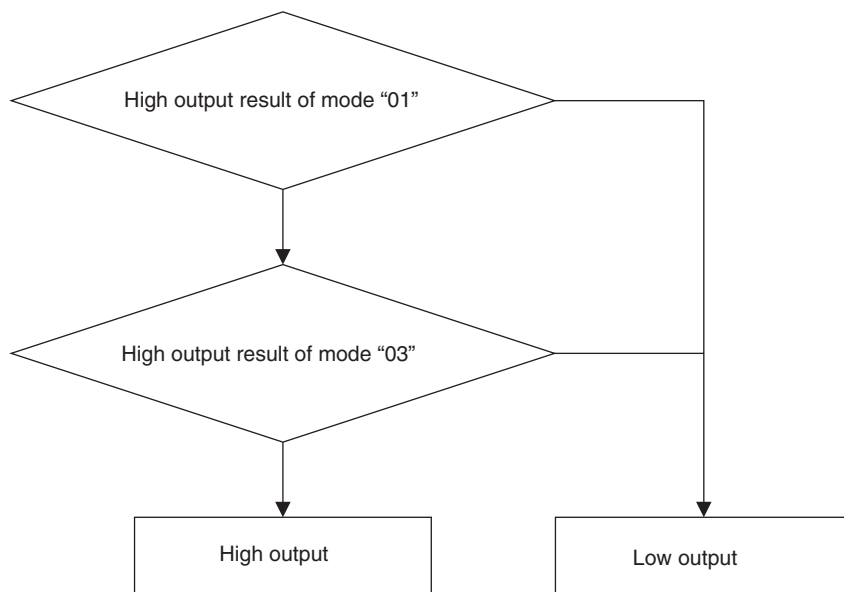 High output result of mode “01”
High output result of mode “03”
High output
Low output